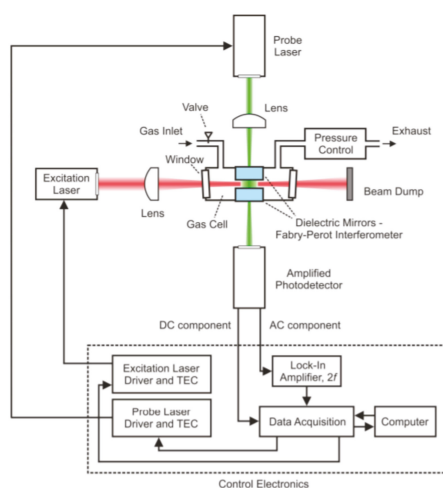 Probe
Laser
Lens
Valve
Gas Inlet
Pressure
Control
Exhaust
Window
Excitation
Laser
Lens
Gas Cell
Beam Dump
Dielectric Mirrors -
Fabry-Perot Interferometer
Amplified
Photodetector
DC component
AC component
Excitation Laser
Driver and TEC
Lock-In
Amplifier, 2f
Probe Laser
Driver and TEC
Data Acquisition
Computer
Control Electronics